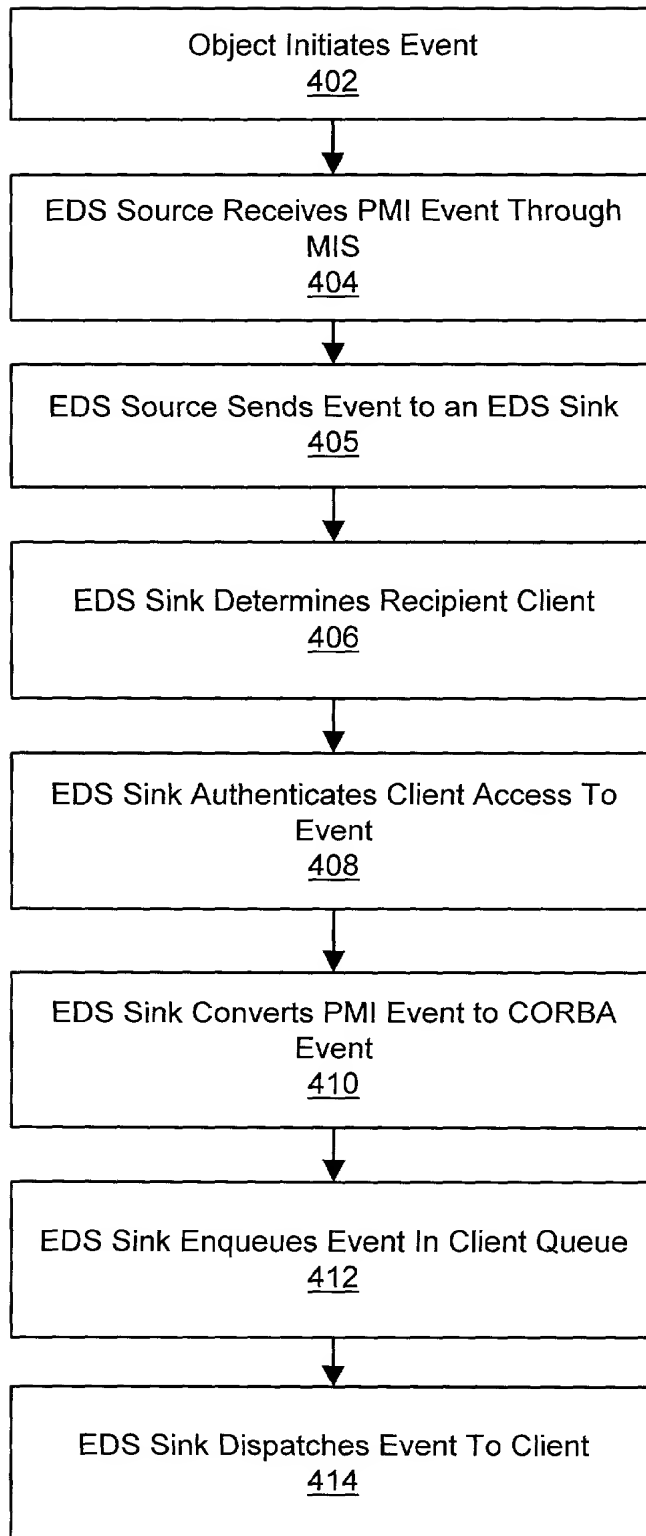 Object Initiates Event
402
EDS Source Receives PMI Event Through
MIS
404
EDS Source Sends Event to an EDS Sink
405
EDS Sink Determines Recipient Client
406
EDS Sink Authenticates Client Access To
Event
408
EDS Sink Converts PMI Event to CORBA
Event
410
EDS Sink Enqueues Event In Client Queue
412
EDS Sink Dispatches Event To Client
414